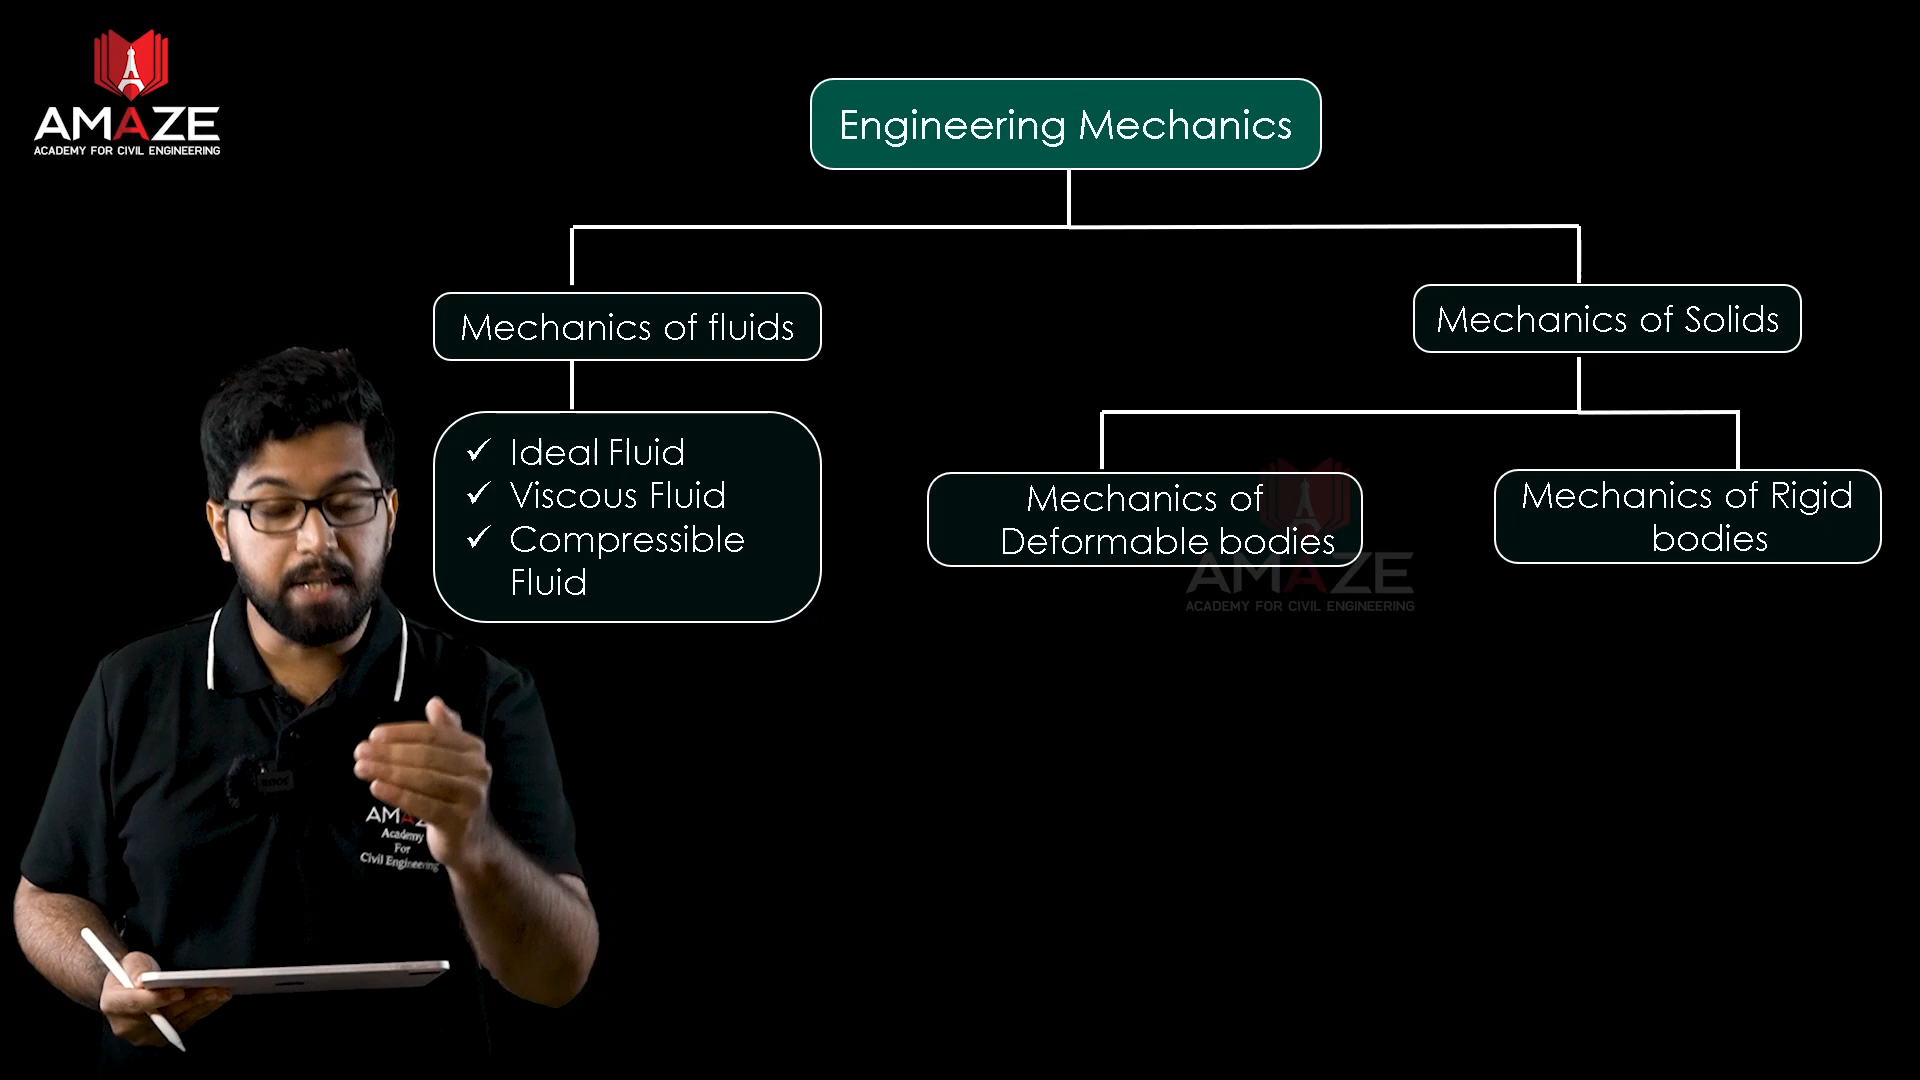 AMAZE
ACADEMY FOR CIVIL ENGINEERING
Engineering Mechanics
Mechanics of fluids
Mechanics of Solids
✓ Ideal Fluid
✓ Viscous Fluid
✓ Compressible
Fluid
Mechanics of
Deformable bodies
Mechanics of Rigid
bodies
AMAZE
ACADEMY FOR CIVIL ENGINEERING
AMAZE
Academy
For
Civil Engineering